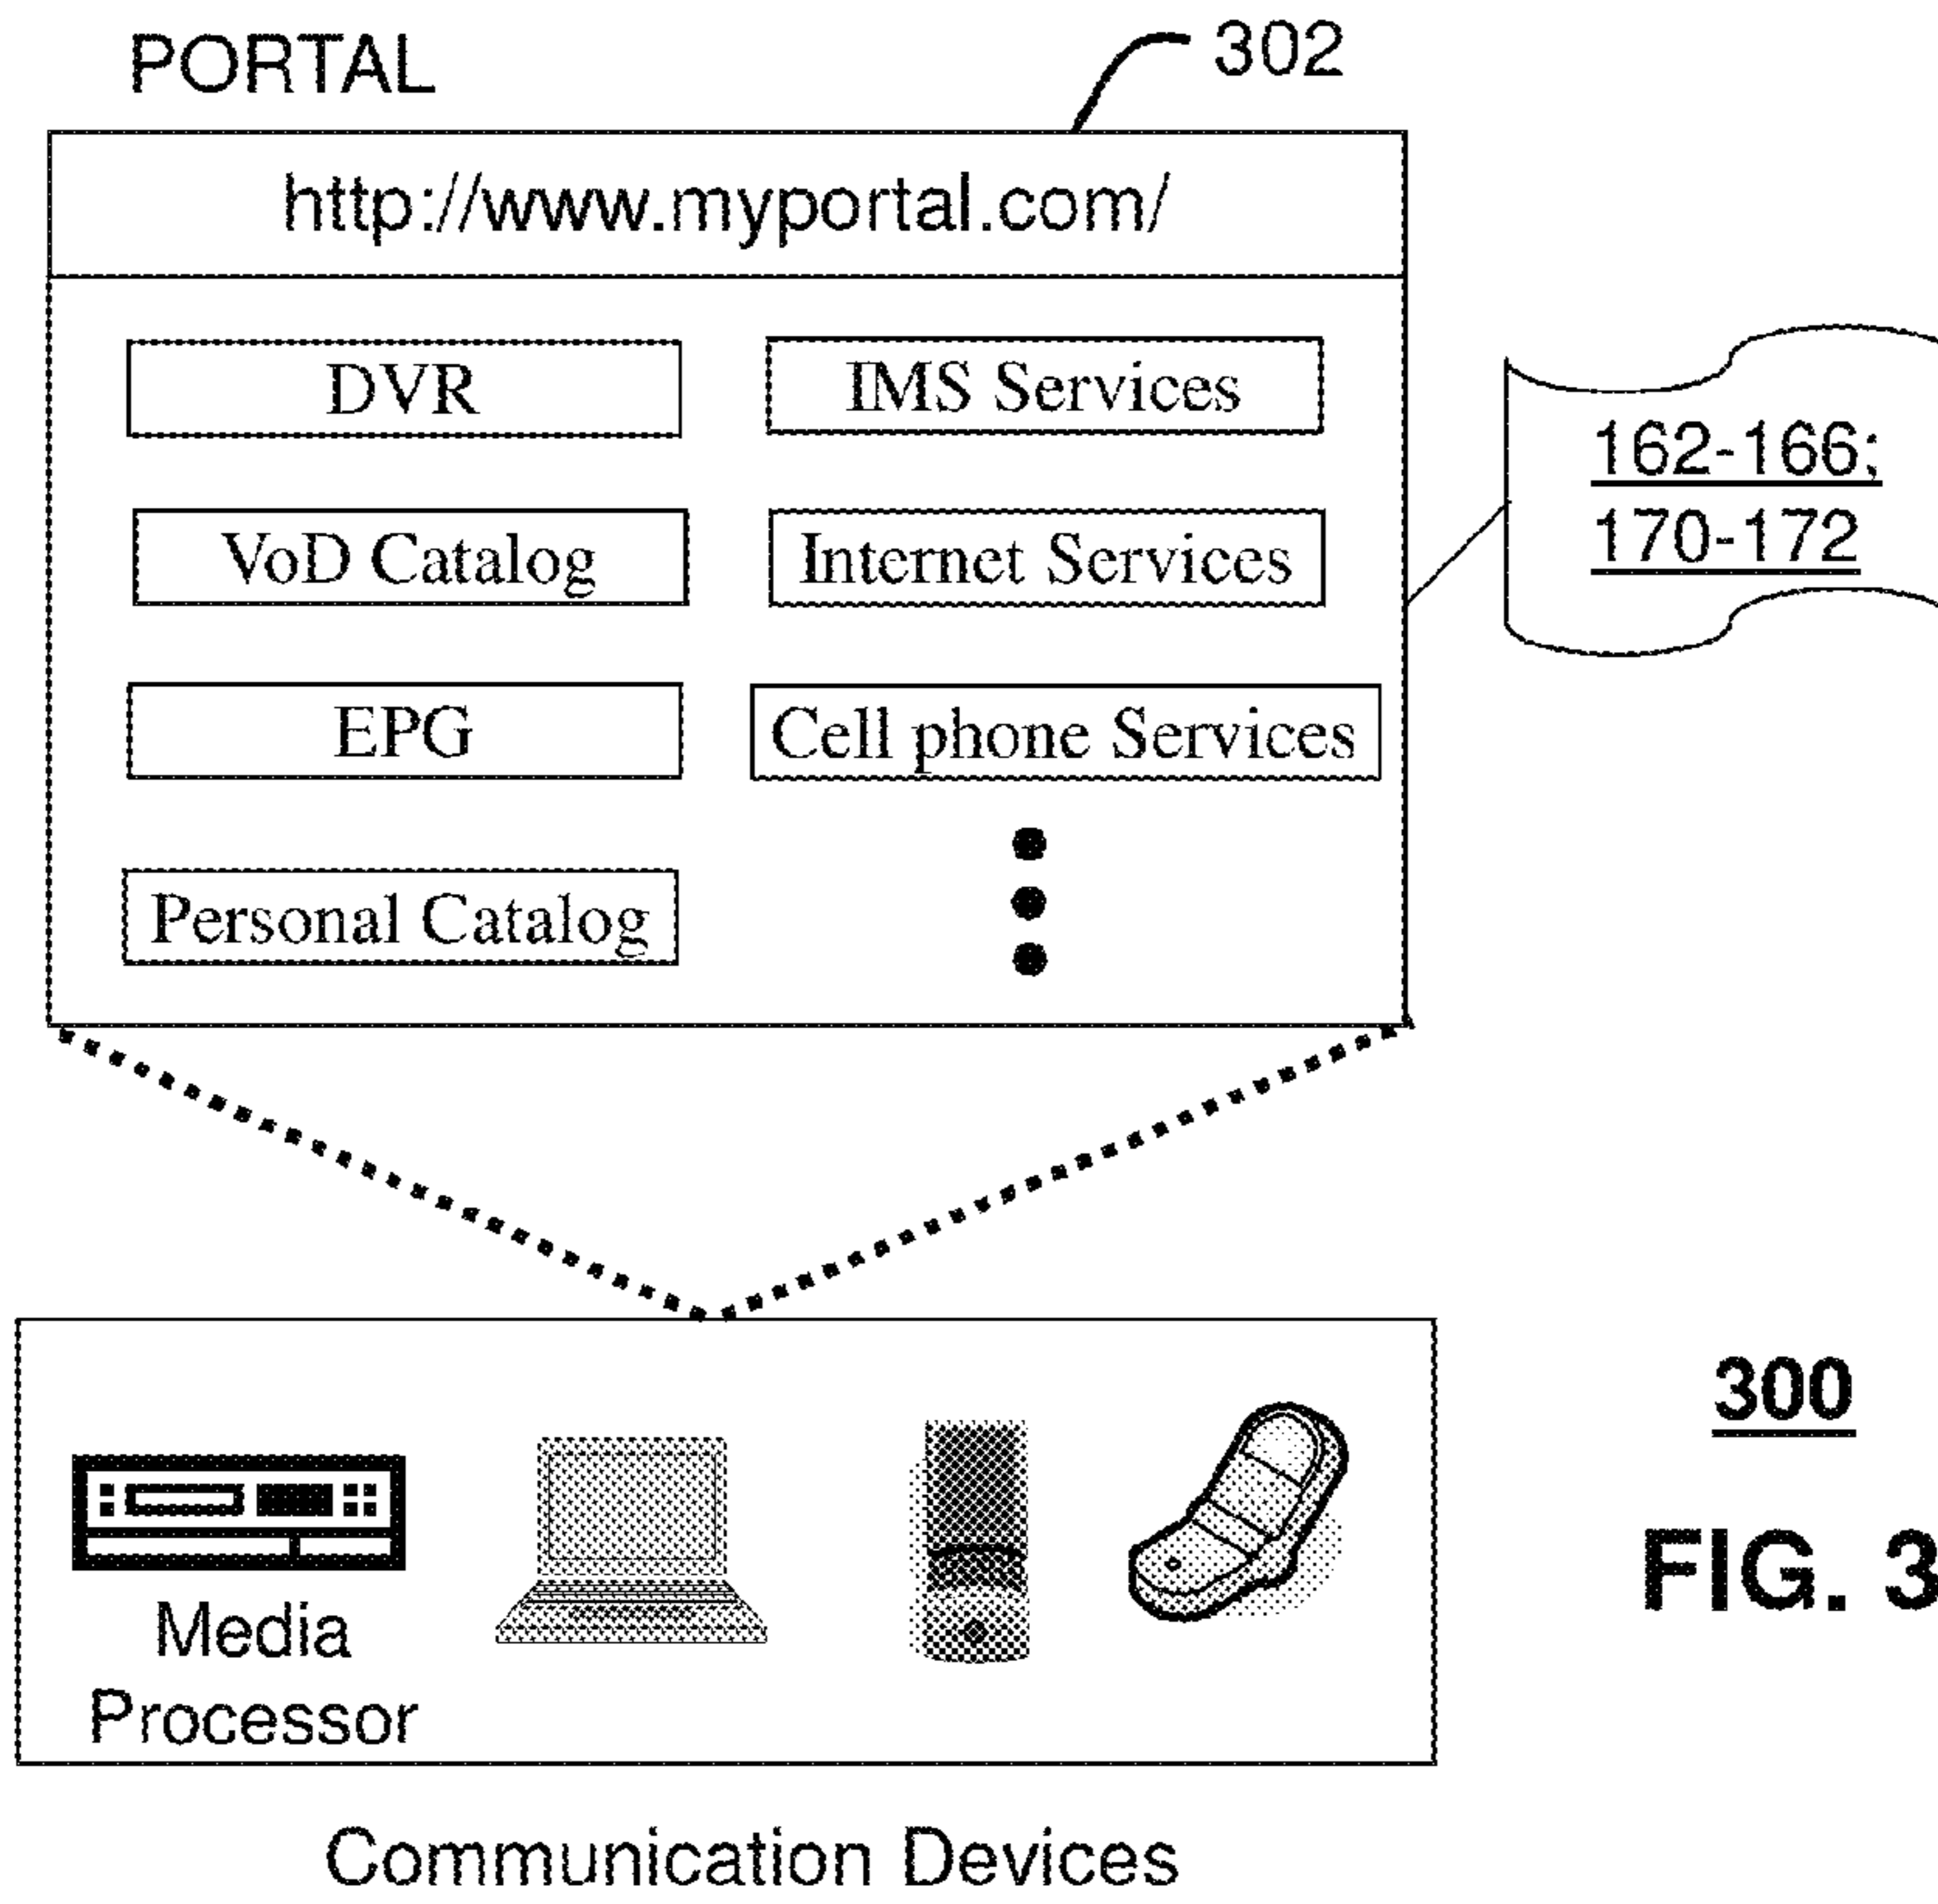 PORTAL
302
http://www.myportal.com/
DVR
IMS Services
VoD Catalog
Internet Services
EPG
Cell phone Services
Personal Catalog
162-166;
170-172
Media
Processor
Communication Devices
300
FIG. 3